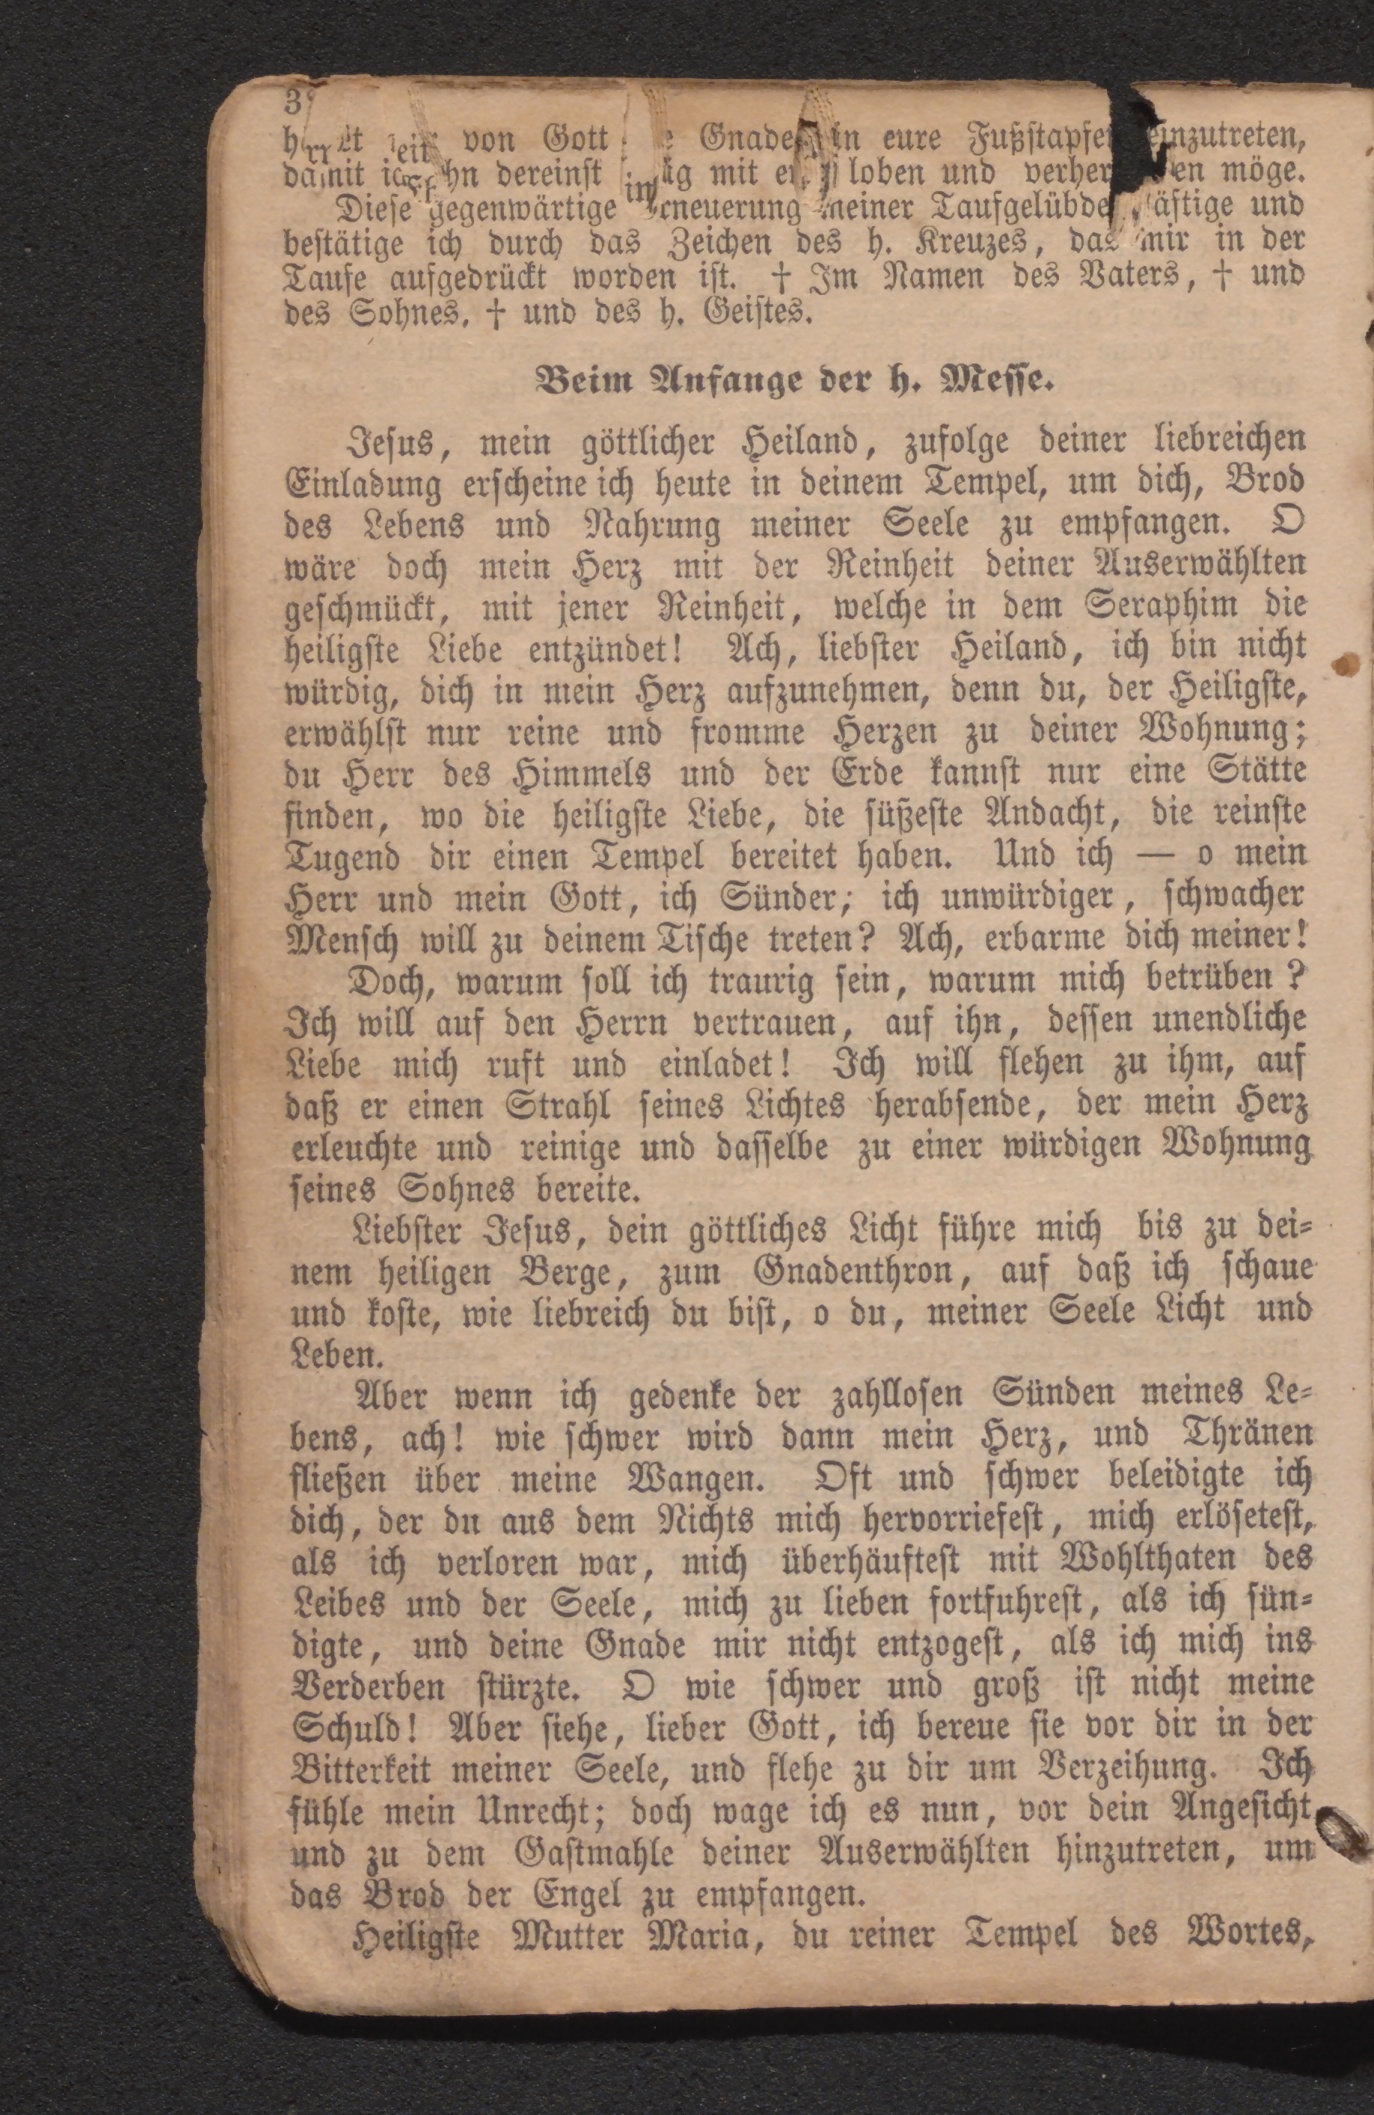 von Gott Gnade in eure einzutreten,
dereinst mit loben und möge.
Diese gegenwärtige Erneuerung meiner Taufgelübde und
bestätige ich durch das Zeichen des h. Kreuzes, das mir in der
Taufe aufgedrückt worden ist. † Im Namen des Vaters, † und
des Sohnes, † und des h. Geistes.
Beim Anfange der h. Messe.
Jesus, mein göttlicher Heiland, zufolge deiner liebreichen
Einladung erscheine ich heute in deinem Tempel, um dich, Brod
des Lebens und Nahrung meiner Seele zu empfangen. O
wäre doch mein Herz mit der Reinheit deiner Auserwählten
geschmückt, mit jener Reinheit, welche in dem Seraphim die
heiligste Liebe entzündet! Ach, liebster Heiland, ich bin nicht
würdig, dich in mein Herz aufzunehmen, denn du, der Heiligste,
erwählst nur reine und fromme Herzen zu deiner Wohnung;
du Herr des Himmels und der Erde kannst nur eine Stätte
finden, wo die heiligste Liebe, die süßeste Andacht, die reinste
Tugend dir einen Tempel bereitet haben. Und ich — o mein
Herr und mein Gott, ich Sünder; ich unwürdiger, schwacher
Mensch will zu deinem Tische treten? Ach, erbarme dich meiner!
Doch, warum soll ich traurig sein, warum mich betrüben?
Ich will auf den Herrn vertrauen, auf ihn, dessen unendliche
Liebe mich ruft und einladet! Ich will flehen zu ihm, auf
daß er einen Strahl seines Lichtes herabsende, der mein Herz
erleuchte und reinige und dasselbe zu einer würdigen Wohnung
seines Sohnes bereite.
Liebster Jesus, dein göttliches Licht führe mich bis zu dei-
nem heiligen Berge, zum Gnadenthron, auf daß ich schaue
und koste, wie liebreich du bist, o du, meiner Seele Licht und
Leben.
Aber wenn ich gedenke der zahllosen Sünden meines Le-
bens, ach! wie schwer wird dann mein Herz, und Thränen
fließen über meine Wangen. Oft und schwer beleidigte ich
dich, der du aus dem Nichts mich hervorriefest, mich erlösetest,
als ich verloren war, mich überhäuftest mit Wohlthaten des
Leibes und der Seele, mich zu lieben fortfuhrest, als ich sün-
digte, und deine Gnade mir nicht entzogest, als ich mich ins
Verderben stürzte. O wie schwer und groß ist nicht meine
Schuld! Aber siehe, lieber Gott, ich bereue sie vor dir in der
Bitterkeit meiner Seele, und flehe zu dir um Verzeihung. Ich
fühle mein Unrecht; doch wage ich es nun, vor dein Angesicht
und zu dem Gastmahle deiner Auserwählten hinzutreten, um
das Brod der Engel zu empfangen.
Heiligste Mutter Maria, du reiner Tempel des Wortes,